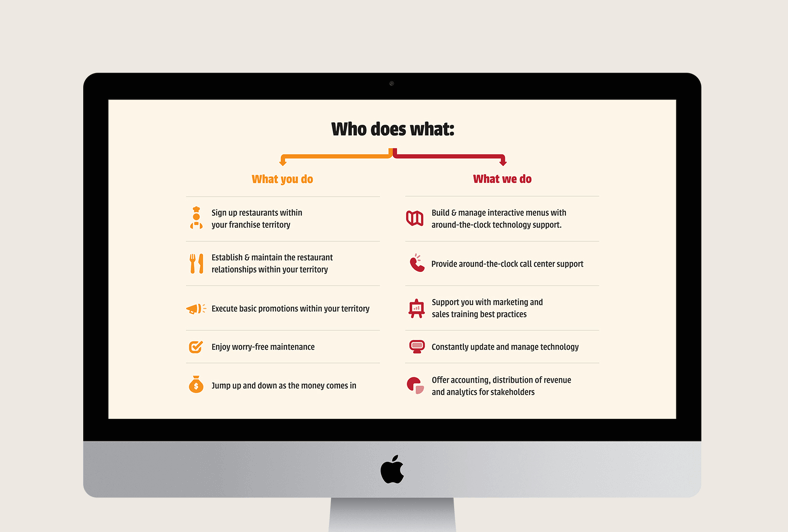 Who does what:
What you do
Sign up restaurants within
your franchise territory
Establish & maintain the restaurant
relationships within your territory
Execute basic promotions within your territory
Enjoy worry-free maintenance
Jump up and down as the money comes in
What we do
Build & manage interactive menus with
around-the-clock technology support.
Provide around-the-clock call center support
Support you with marketing and
sales training best practices
Constantly update and manage technology
Offer accounting, distribution of revenue
and analytics for stakeholders